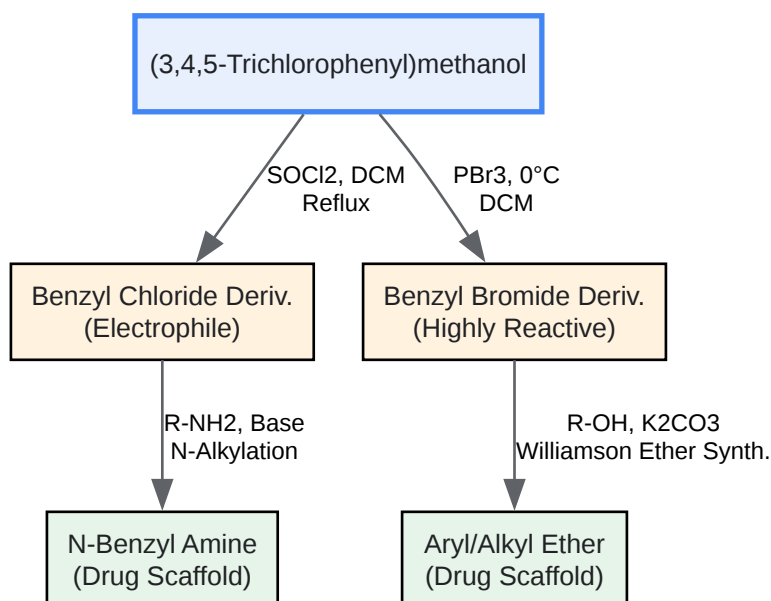 (3,4,5-Trichlorophenyl)methanol
SOCl2, DCM
Reflux
PBr3, 0°C
DCM
Benzyl Chloride Deriv.
(Electrophile)
Benzyl Bromide Deriv.
(Highly Reactive)
R-NH2, Base
N-Alkylation
R-OH, K2CO3
Williamson Ether Synth.
N-Benzyl Amine
(Drug Scaffold)
Aryl/Alkyl Ether
(Drug Scaffold)